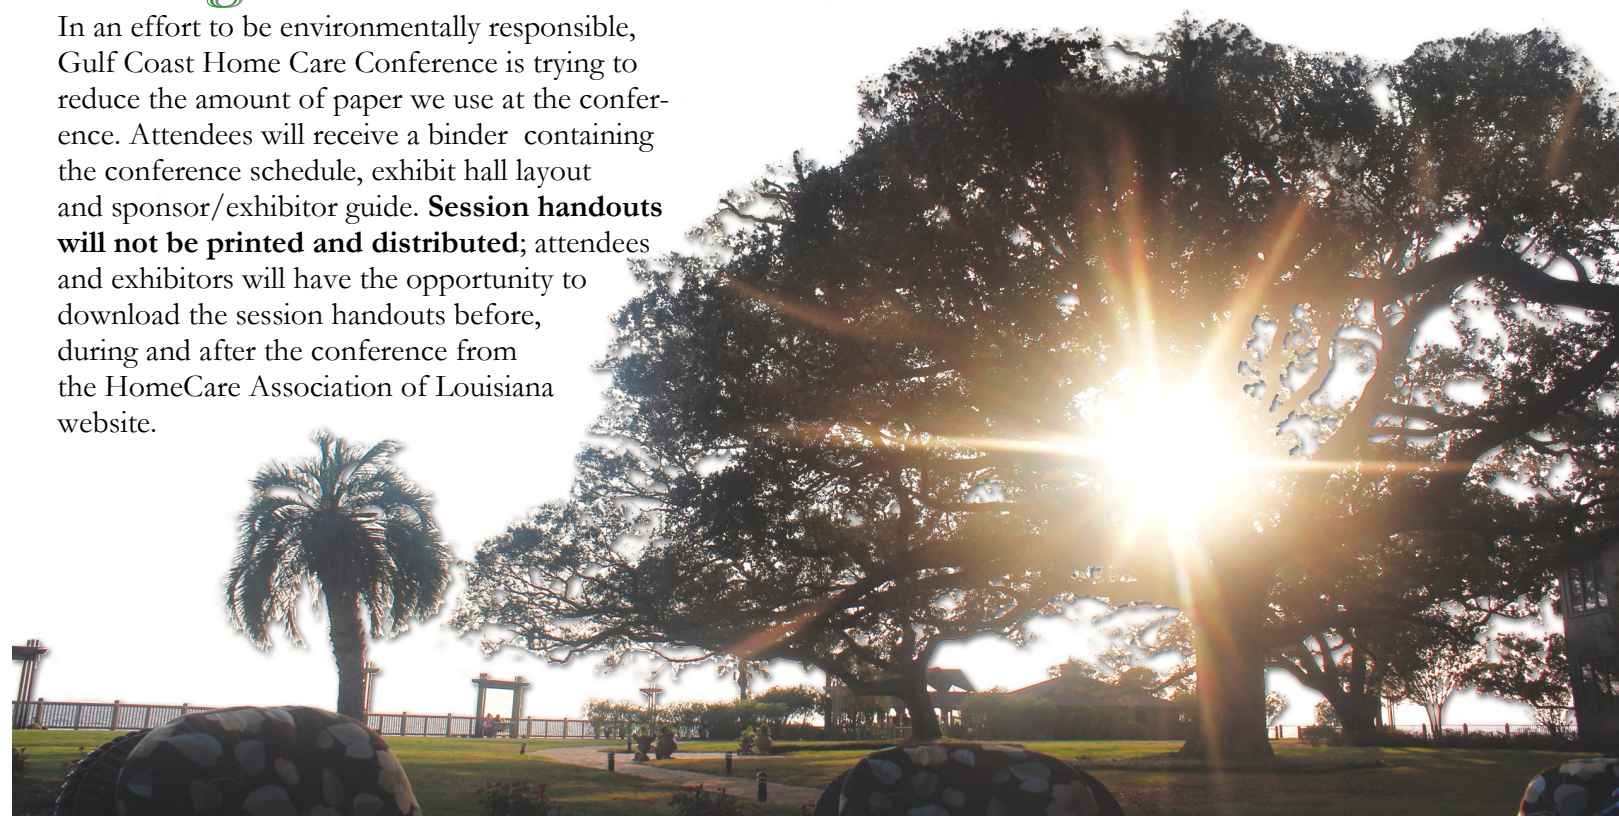 In an effort to be environmentally responsible,
Gulf Coast Home Care Conference is trying to
reduce the amount of paper we use at the confer-
ence. Attendees will receive a binder  containing
the conference schedule, exhibit hall layout
and sponsor/exhibitor guide. Session handouts
will not be printed and distributed; attendees
and exhibitors will have the opportunity to
download the session handouts before,
during and after the conference from
the HomeCare Association of Louisiana
website.